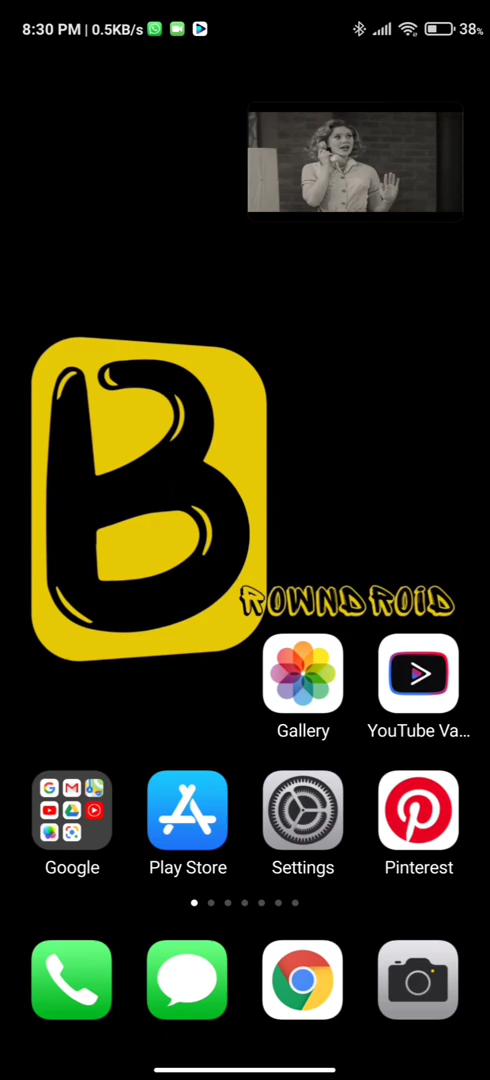 8:30 PM | 0.5KB/s
38%
B
ROWNDROID
Gallery
YouTube Va...
Google
Play Store
Settings
Pinterest